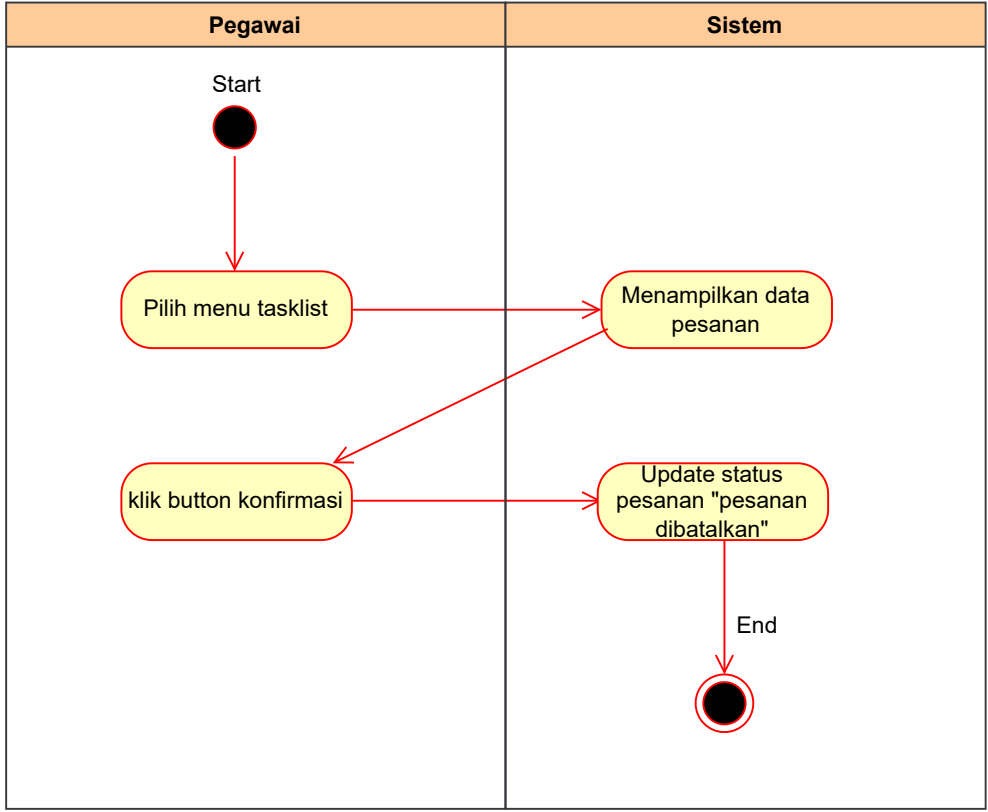 Pegawai
Sistem
Start
Pilih menu tasklist
Menampilkan data
pesanan
klik button konfirmasi
Update status
pesanan "pesanan
dibatalkan"
End